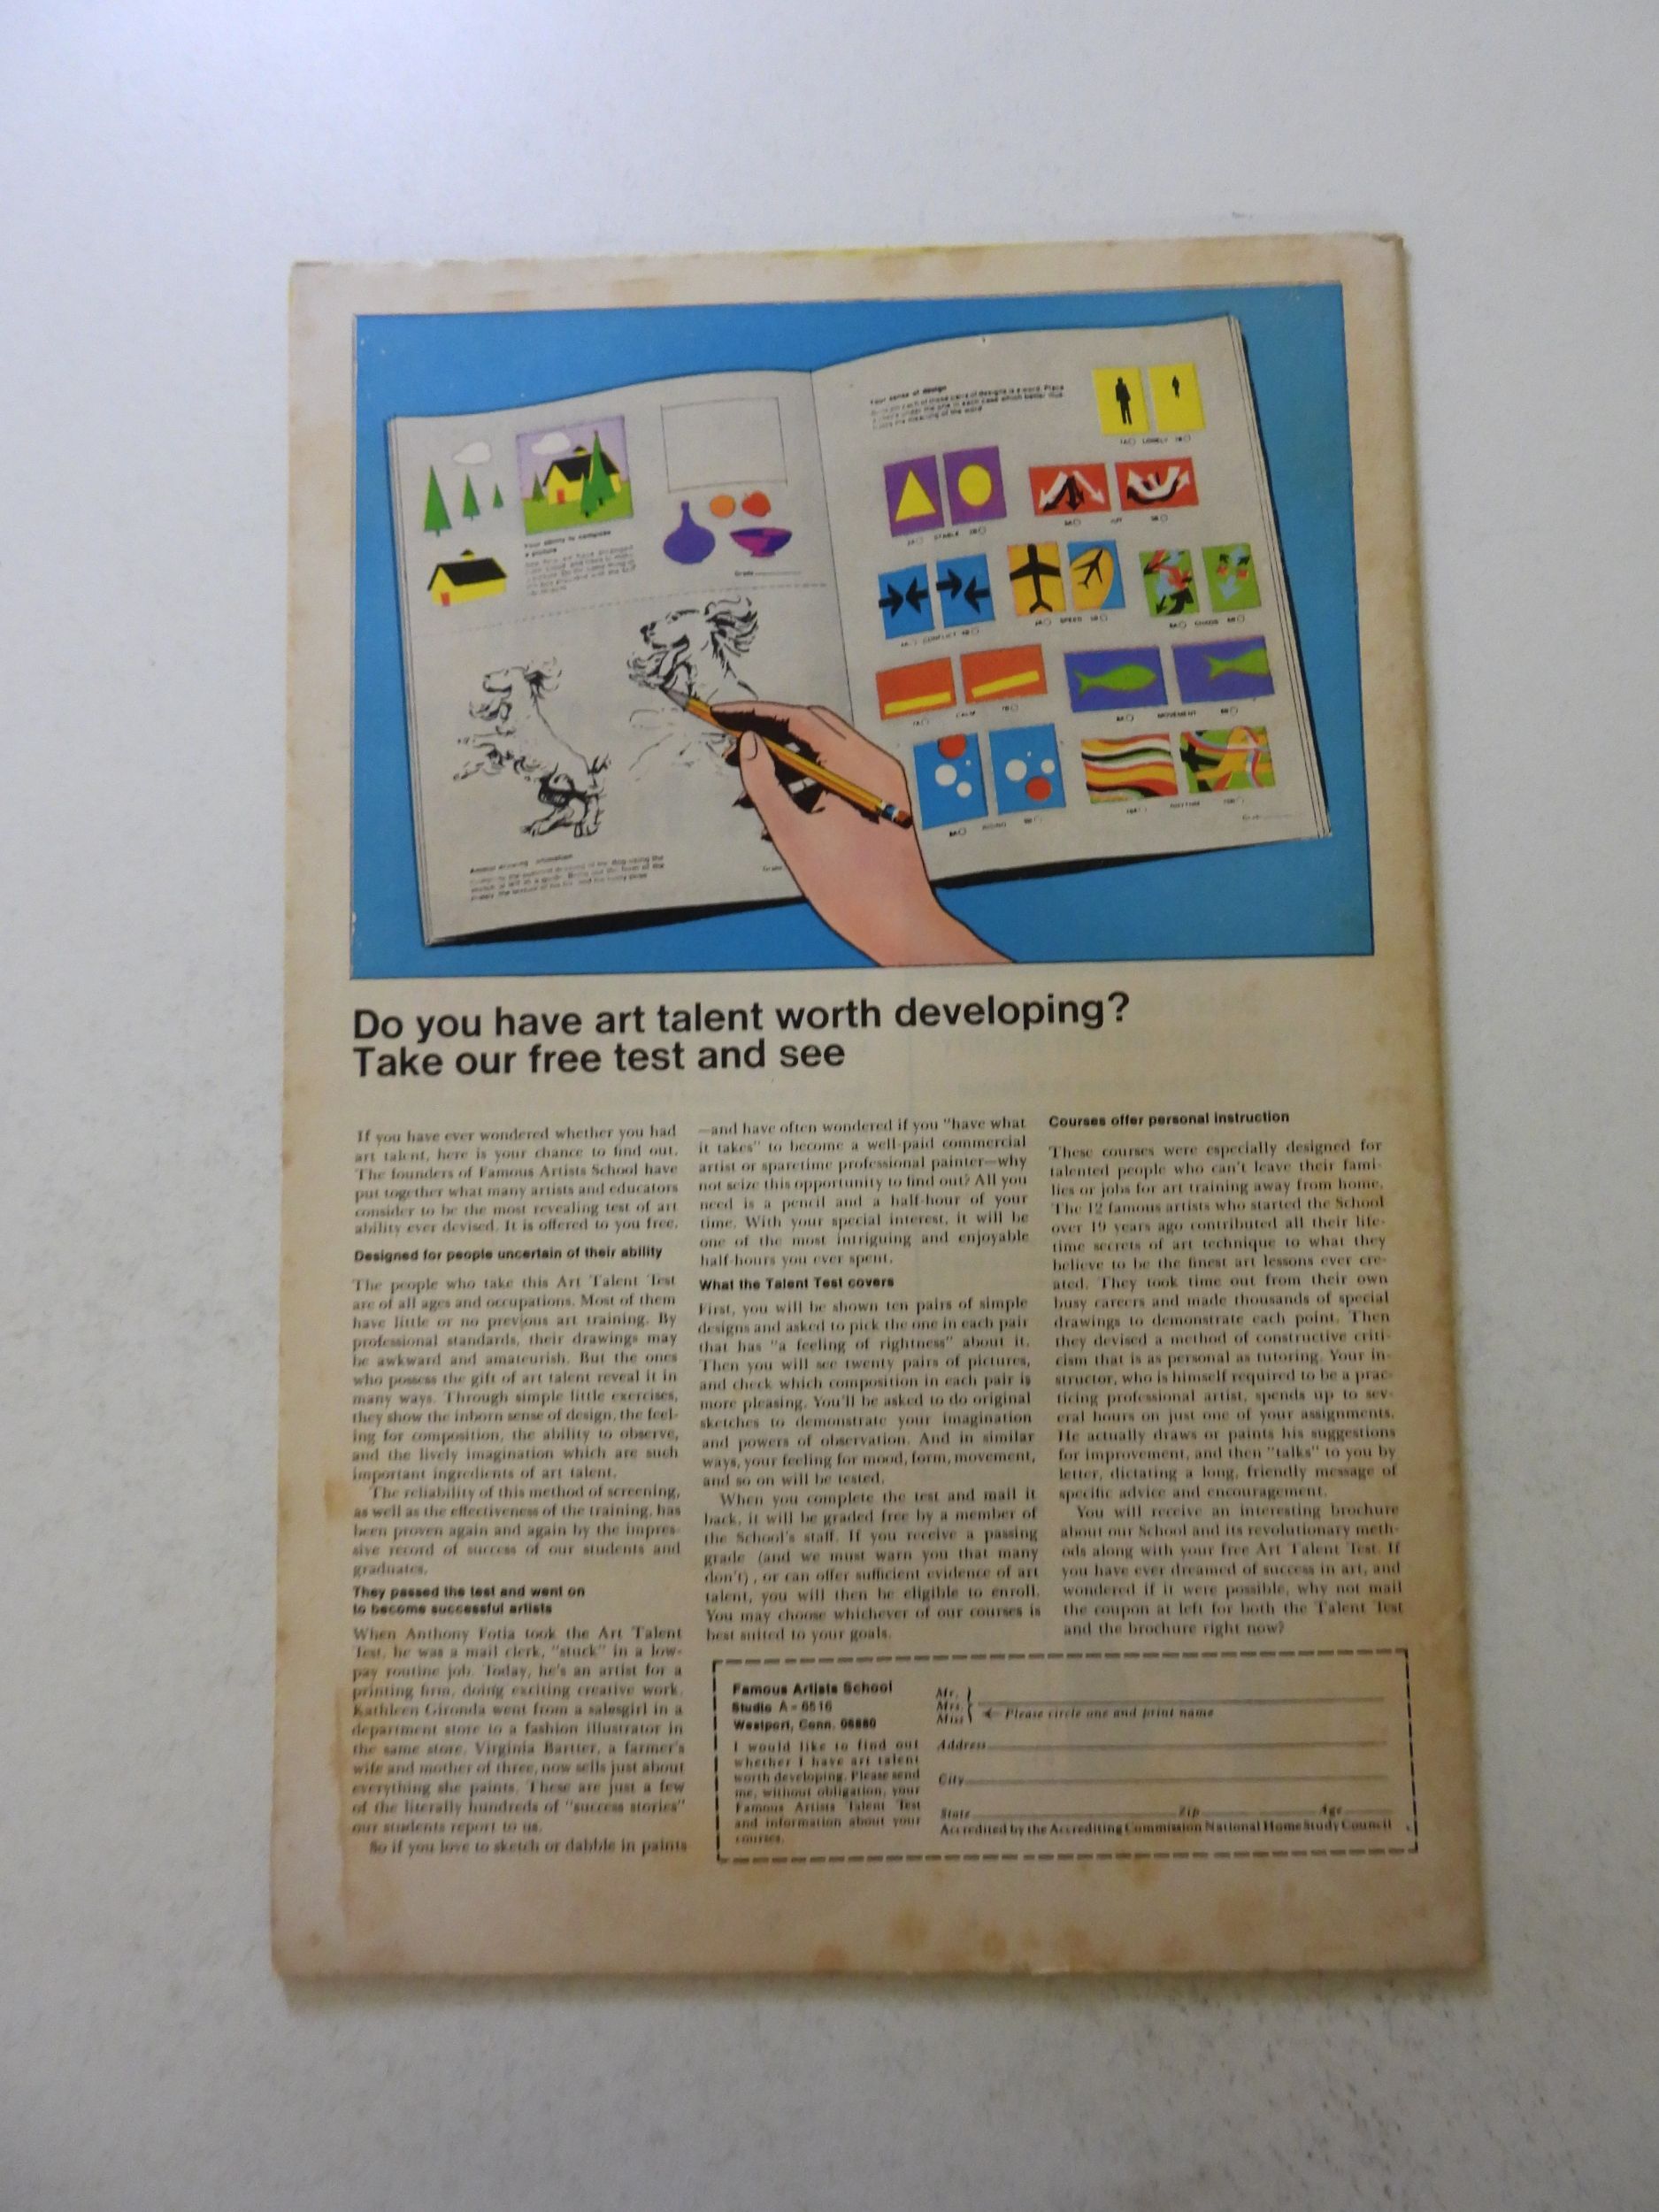 Your sense of design
1A LONELY 1B
2A STABLE 2B
4A CONFLICT 4B
5A SPEED 5B
6A CHAOS 6B
7A CALM 7B
8A MOVEMENT 8B
Your ability to compose
a picture
Grade
Do you have art talent worth developing?
Take our free test and see
If you have ever wondered whether you had
art talent, here is your chance to find out.
The founders of Famous Artists School have
put together what many artists and educators
consider to be the most revealing test of art
ability ever devised. It is offered to you free.
Designed for people uncertain of their ability
The people who take this Art Talent Test
are of all ages and occupations. Most of them
have little or no previous art training. By
professional standards, their drawings may
be awkward and amateurish. But the ones
who possess the gift of art talent reveal it in
many ways. Through simple little exercises,
they show the inborn sense of design, the feel-
ing for composition, the ability to observe,
and the lively imagination which are such
important ingredients of art talent.
The reliability of this method of screening,
as well as the effectiveness of the training, has
been proven again and again by the impres-
sive record of success of our students and
graduates.
They passed the test and went on
to become successful artists
When Anthony Fotia took the Art Talent
Test, he was a mail clerk, "stuck" in a low-
pay routine job. Today, he's an artist for a
printing firm, doing exciting creative work.
Kathleen Gironda went from a salesgirl in a
department store to a fashion illustrator in
the same store. Virginia Bartter, a farmer's
wife and mother of three, now sells just about
everything she paints. These are just a few
of the literally hundreds of "success stories"
our students report to us.
So if you love to sketch or dabble in paints
—and have often wondered if you "have what
it takes" to become a well-paid commercial
artist or sparetime professional painter—why
not seize this opportunity to find out? All you
need is a pencil and a half-hour of your
time. With your special interest, it will be
one of the most intriguing and enjoyable
half-hours you ever spent.
What the Talent Test covers
First, you will be shown ten pairs of simple
designs and asked to pick the one in each pair
that has "a feeling of rightness" about it.
Then you will see twenty pairs of pictures,
and check which composition in each pair is
more pleasing. You'll be asked to do original
sketches to demonstrate your imagination
and powers of observation. And in similar
ways, your feeling for mood, form, movement,
and so on will be tested.
When you complete the test and mail it
back, it will be graded free by a member of
the School's staff. If you receive a passing
grade (and we must warn you that many
don't), or can offer sufficient evidence of art
talent, you will then be eligible to enroll.
You may choose whichever of our courses is
best suited to your goals.
Courses offer personal instruction
These courses were especially designed for
talented people who can't leave their fami-
lies or jobs for art training away from home.
The 12 famous artists who started the School
over 19 years ago contributed all their life-
time secrets of art technique to what they
believe to be the finest art lessons ever cre-
ated. They took time out from their own
busy careers and made thousands of special
drawings to demonstrate each point. Then
they devised a method of constructive criti-
cism that is as personal as tutoring. Your in-
structor, who is himself required to be a prac-
ticing professional artist, spends up to sev-
eral hours on just one of your assignments.
He actually draws or paints his suggestions
for improvement, and then "talks" to you by
letter, dictating a long, friendly message of
specific advice and encouragement.
You will receive an interesting brochure
about our School and its revolutionary meth-
ods along with your free Art Talent Test. If
you have ever dreamed of success in art, and
wondered if it were possible, why not mail
the coupon at left for both the Talent Test
and the brochure right now?
Famous Artists School
Studio A-6516
Westport, Conn. 06880
I would like to find out
whether I have art talent
worth developing. Please send
me, without obligation, your
Famous Artists Talent Test
and information about your
courses.
Mr.
Mrs.
Miss
Please circle one and print name
Address
City
State Zip Age
Accredited by the Accrediting Commission National Home Study Council